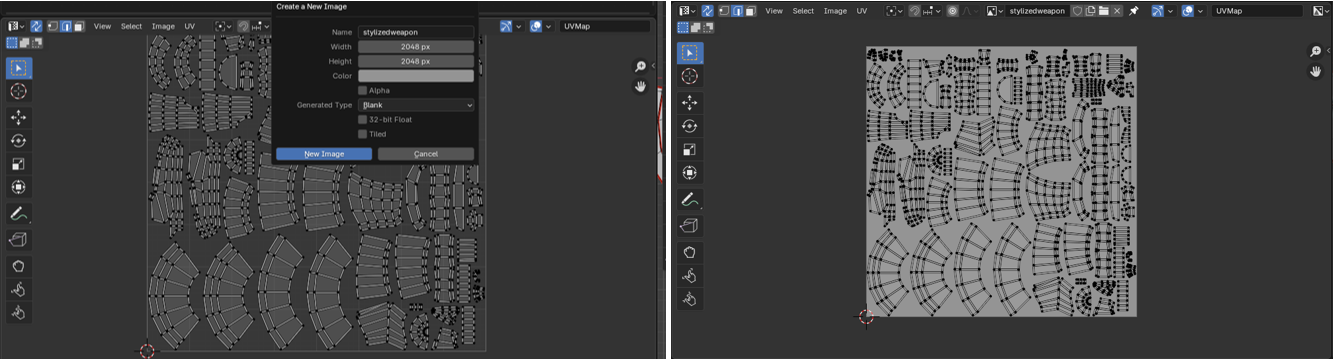 Create a New Image
View Select Image UV
UVMap
Name stylizedweapon
Width 2048 px
Height 2048 px
Color
Alpha
Generated Type Blank
32-bit Float
Tiled
New Image Cancel
View Select Image UV stylizedweapon UVMap